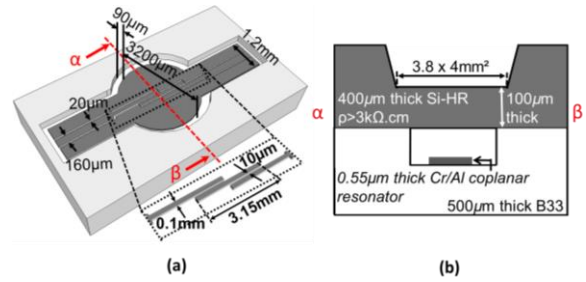 90µm
α
3200µm
1.2mm
20µm
160µm
β
10µm
0.1mm
3.15mm
(a)
3.8 x 4mm²
400µm thick Si-HR
ρ>3kΩ.cm
100µm
thick
α
β
0.55µm thick Cr/Al coplanar
resonator
500µm thick B33
(b)